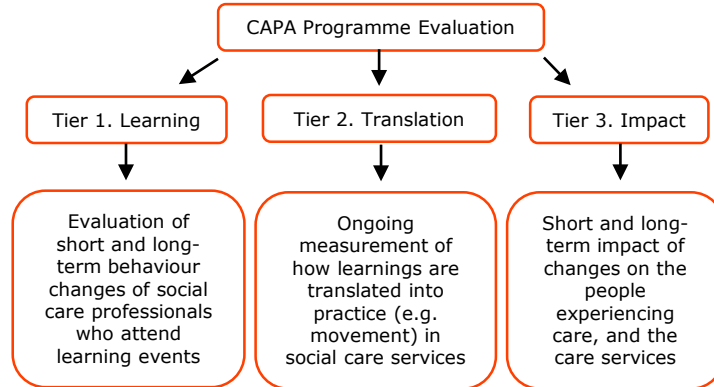 CAPA Programme Evaluation
Tier 1. Learning
Tier 2. Translation
Tier 3. Impact
Evaluation of
short and long-
term behaviour
changes of social
care professionals
who attend
learning events
Ongoing
measurement of
how learnings are
translated into
practice (e.g.
movement) in
social care services
Short and long-
term impact of
changes on the
people
experiencing
care, and the
care services